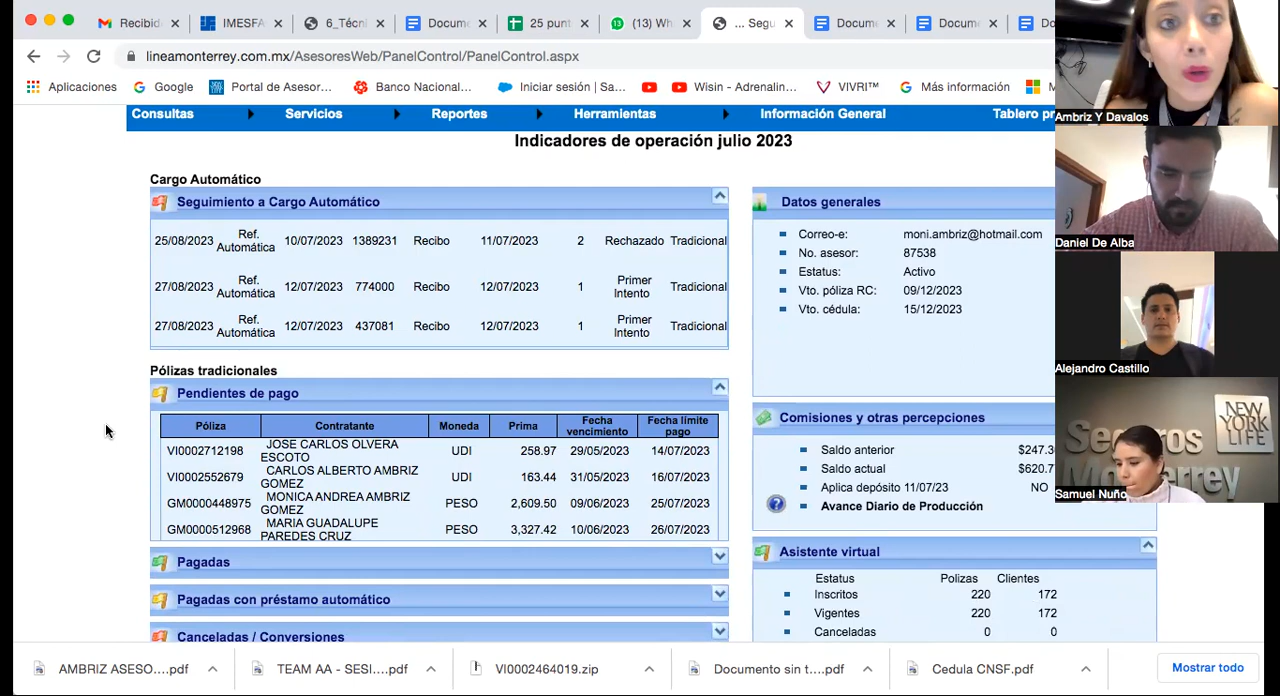 Recibid
IMESFA
6_Técni
Docum
25 punt
(13) Wh
... Segu
Docum
Docum
Do
lineamonterrey.com.mx/AsesoresWeb/PanelControl/PanelControl.aspx
Aplicaciones
Google
Portal de Asesor...
Banco Nacional...
Iniciar sesión | Sa...
Wisin - Adrenalin...
VIVRI™
Más información
M
Consultas
Servicios
Reportes
Herramientas
Información General
Tablero pr
Indicadores de operación julio 2023
Cargo Automático
Seguimiento a Cargo Automático
25/08/2023 Ref. Automática 10/07/2023 1389231 Recibo 11/07/2023 2 Rechazado Tradicional
27/08/2023 Ref. Automática 12/07/2023 774000 Recibo 12/07/2023 1 Primer Intento Tradicional
27/08/2023 Ref. Automática 12/07/2023 437081 Recibo 12/07/2023 1 Primer Intento Tradicional
Pólizas tradicionales
Pendientes de pago
Póliza Contratante Moneda Prima Fecha vencimiento Fecha límite pago
VI0002712198 JOSE CARLOS OLVERA ESCOTO UDI 258.97 29/05/2023 14/07/2023
VI0002552679 CARLOS ALBERTO AMBRIZ GOMEZ UDI 163.44 31/05/2023 16/07/2023
GM0000448975 MONICA ANDREA AMBRIZ GOMEZ PESO 2,609.50 09/06/2023 25/07/2023
GM0000512968 MARIA GUADALUPE PAREDES CRUZ PESO 3,327.42 10/06/2023 26/07/2023
Pagadas
Pagadas con préstamo automático
Canceladas / Conversiones
Datos generales
Correo-e: moni.ambriz@hotmail.com
No. asesor: 87538
Estatus: Activo
Vto. póliza RC: 09/12/2023
Vto. cédula: 15/12/2023
Comisiones y otras percepciones
Saldo anterior $247.3
Saldo actual $620.7
Aplica depósito 11/07/23 NO
Avance Diario de Producción
Asistente virtual
Estatus Polizas Clientes
Inscritos 220 172
Vigentes 220 172
Canceladas 0 0
Ambriz Y Davalos
Daniel De Alba
Alejandro Castillo
Seguros
Monterrey
NEW
YORK
LIFE
Samuel Nuño
AMBRIZ ASESO....pdf
TEAM AA - SESI....pdf
VI0002464019.zip
Documento sin t....pdf
Cedula CNSF.pdf
Mostrar todo